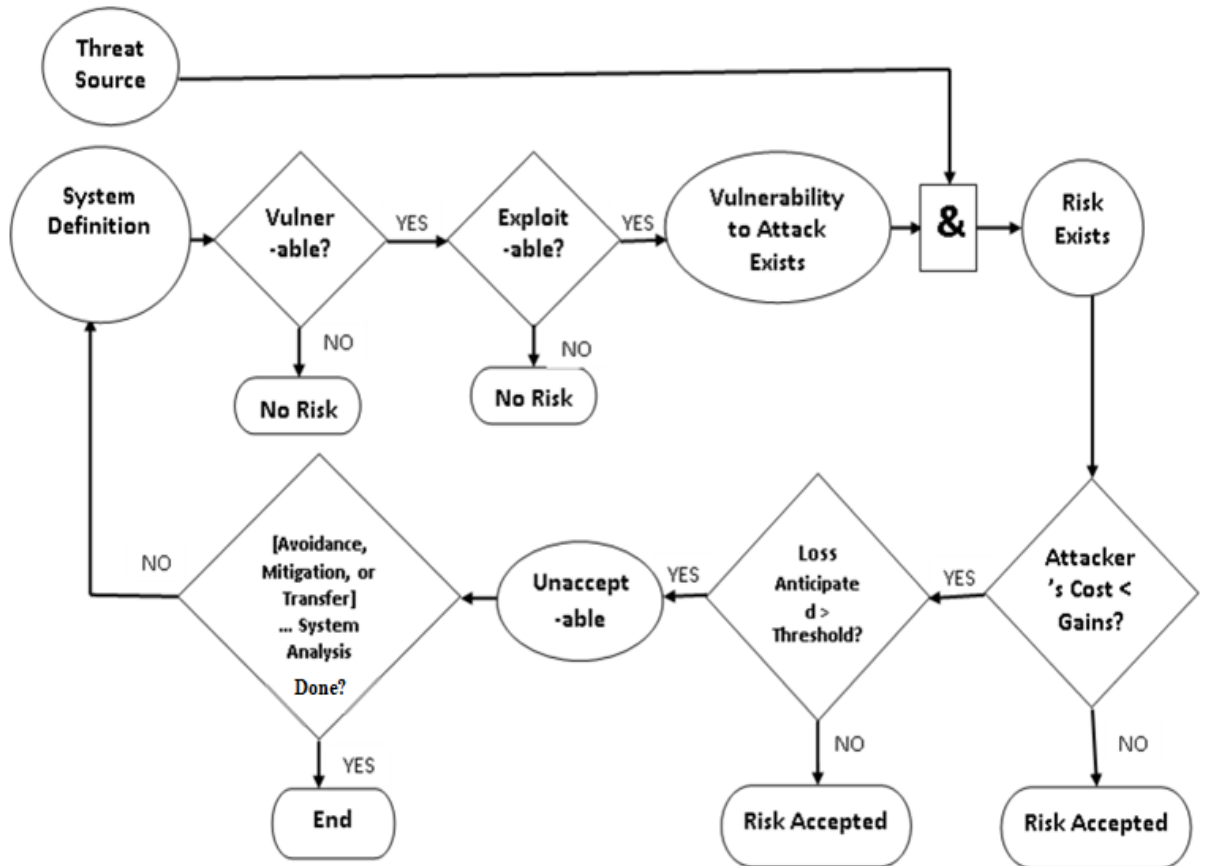 Threat
Source
System
Definition
Vulner
-able?
YES
Exploit
-able?
YES
Vulnerability
to Attack
Exists
&
Risk
Exists
NO
No Risk
NO
No Risk
Attacker
's Cost <
Gains?
YES
NO
Risk Accepted
Loss
Anticipate
d >
Threshold?
YES
NO
Risk Accepted
Unaccept
-able
[Avoidance,
Mitigation, or
Transfer]
... System
Analysis
Done?
NO
YES
End